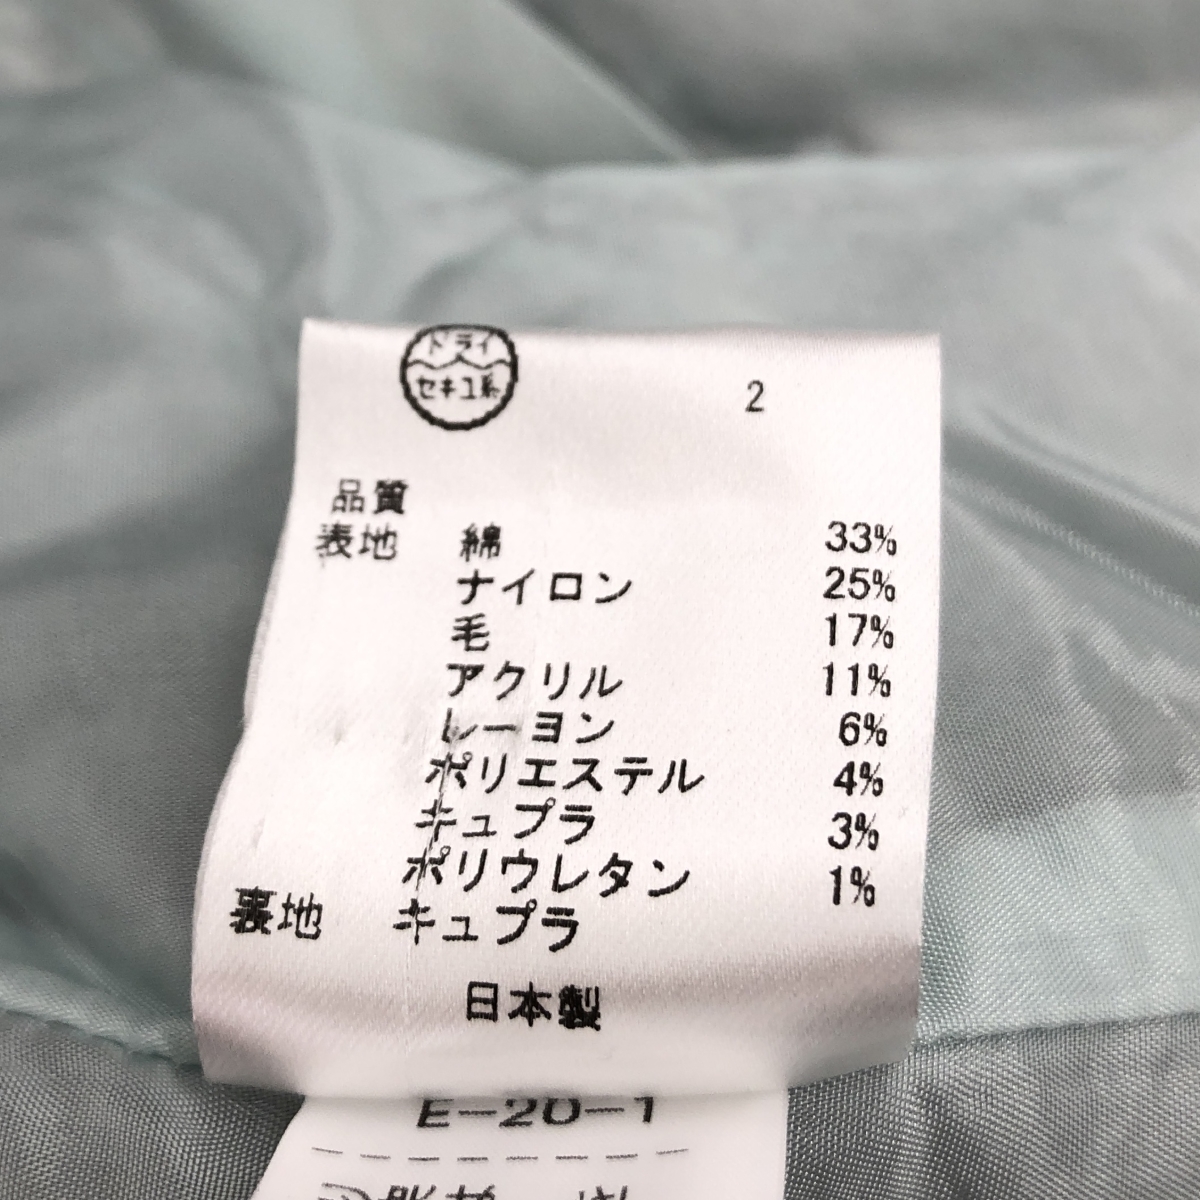 ドライ
セキユ系
2
品質
表地 綿 33%
ナイロン 25%
毛 17%
アクリル 11%
レーヨン 6%
ポリエステル 4%
キュプラ 3%
ポリウレタン 1%
裏地 キュプラ
日本製
E-20-1